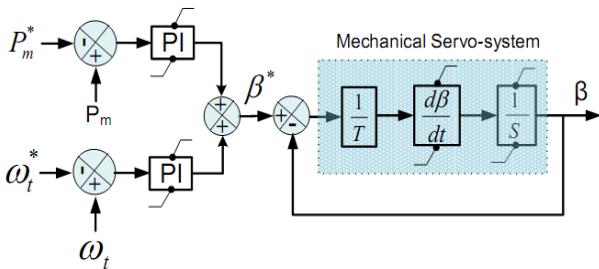 P*m
-
+
Pm
PI
+
+
β*
+
-
Mechanical Servo-system
1/T
dβ/dt
1/S
β
ω*t
-
+
ωt
PI